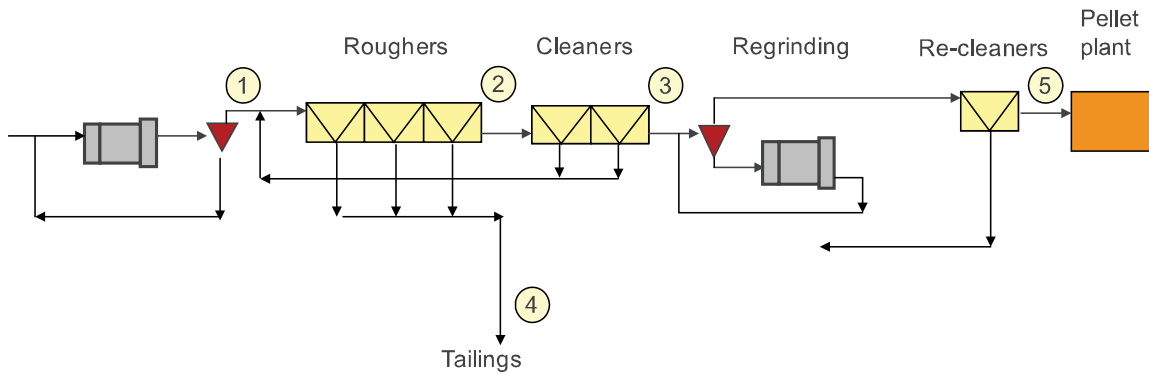 Pellet
plant
Roughers
Cleaners
Regrinding
Re-cleaners
1
2
3
5
4
Tailings